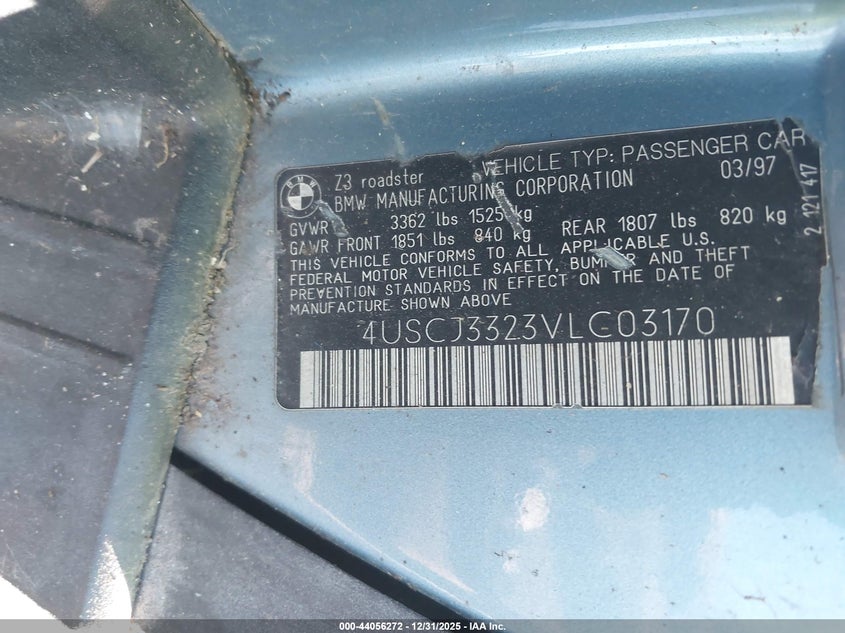 BMW
Z3 roadster
VEHICLE TYP: PASSENGER CAR
BMW MANUFACTURING CORPORATION 03/97
GVWR 3362 lbs 1525 kg
GAWR FRONT 1851 lbs 840 kg REAR 1807 lbs 820 kg
THIS VEHICLE CONFORMS TO ALL APPLICABLE U.S.
FEDERAL MOTOR VEHICLE SAFETY, BUMPER AND THEFT
PREVENTION STANDARDS IN EFFECT ON THE DATE OF
MANUFACTURE SHOWN ABOVE
4USCJ3323VLC03170
2 121 417
000-44056272 - 12/31/2025 - IAA Inc.